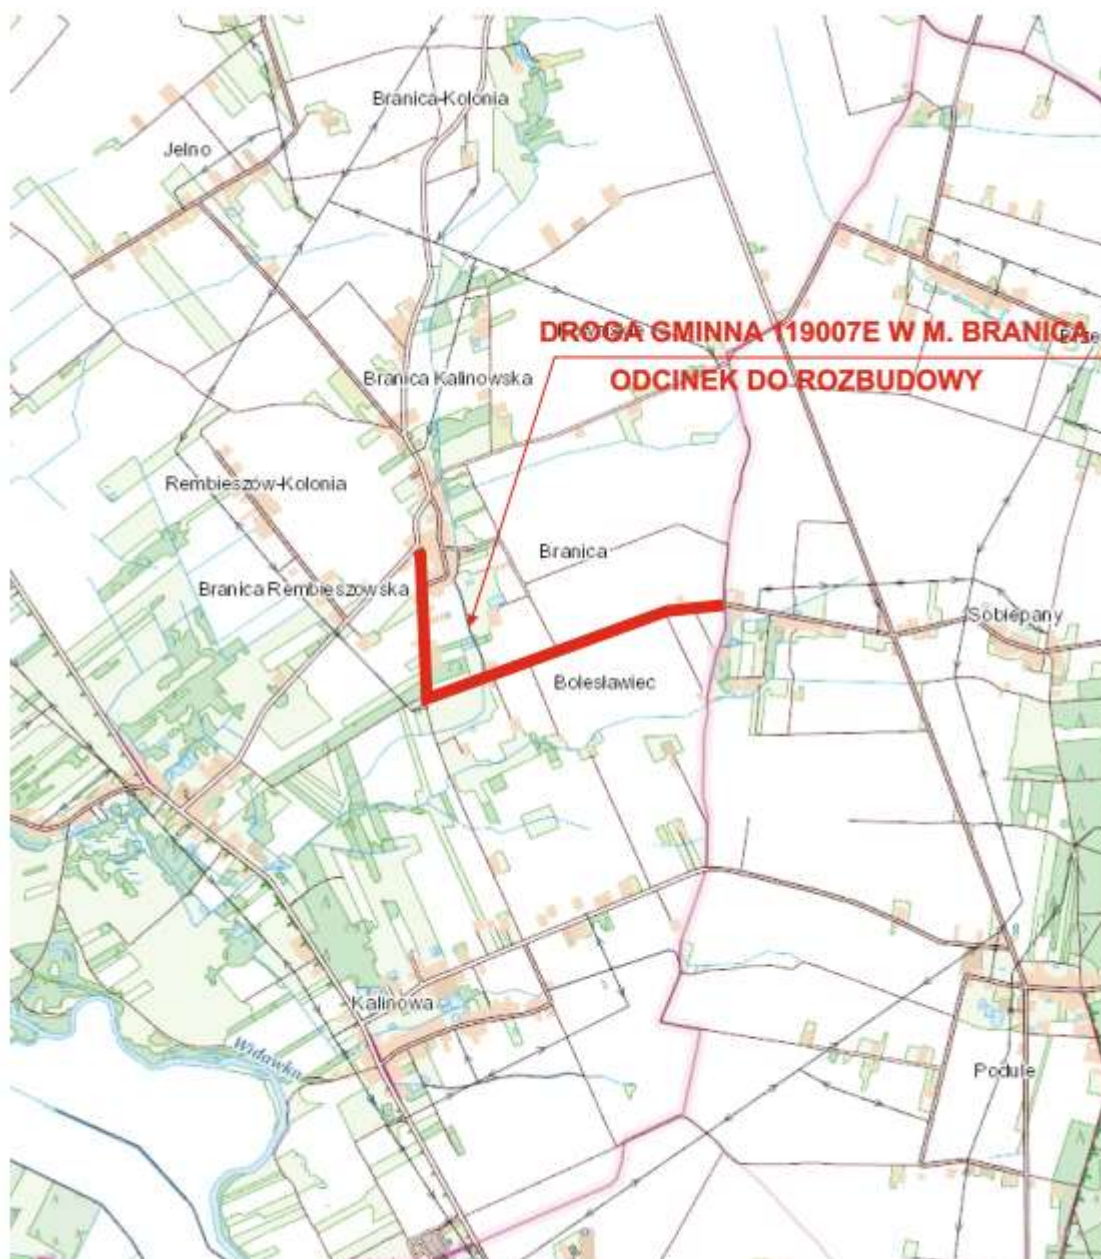 Branica-Kolonia
Jelno
DROGA GMINNA 119007E W M. BRANICA
Branica Kalinowska
ODCINEK DO ROZBUDOWY
Rembieszów-Kolonia
Branica
Branica Rembieszowska
Sobiepany
Bolesławiec
Kalinowa
Widawka
Podule